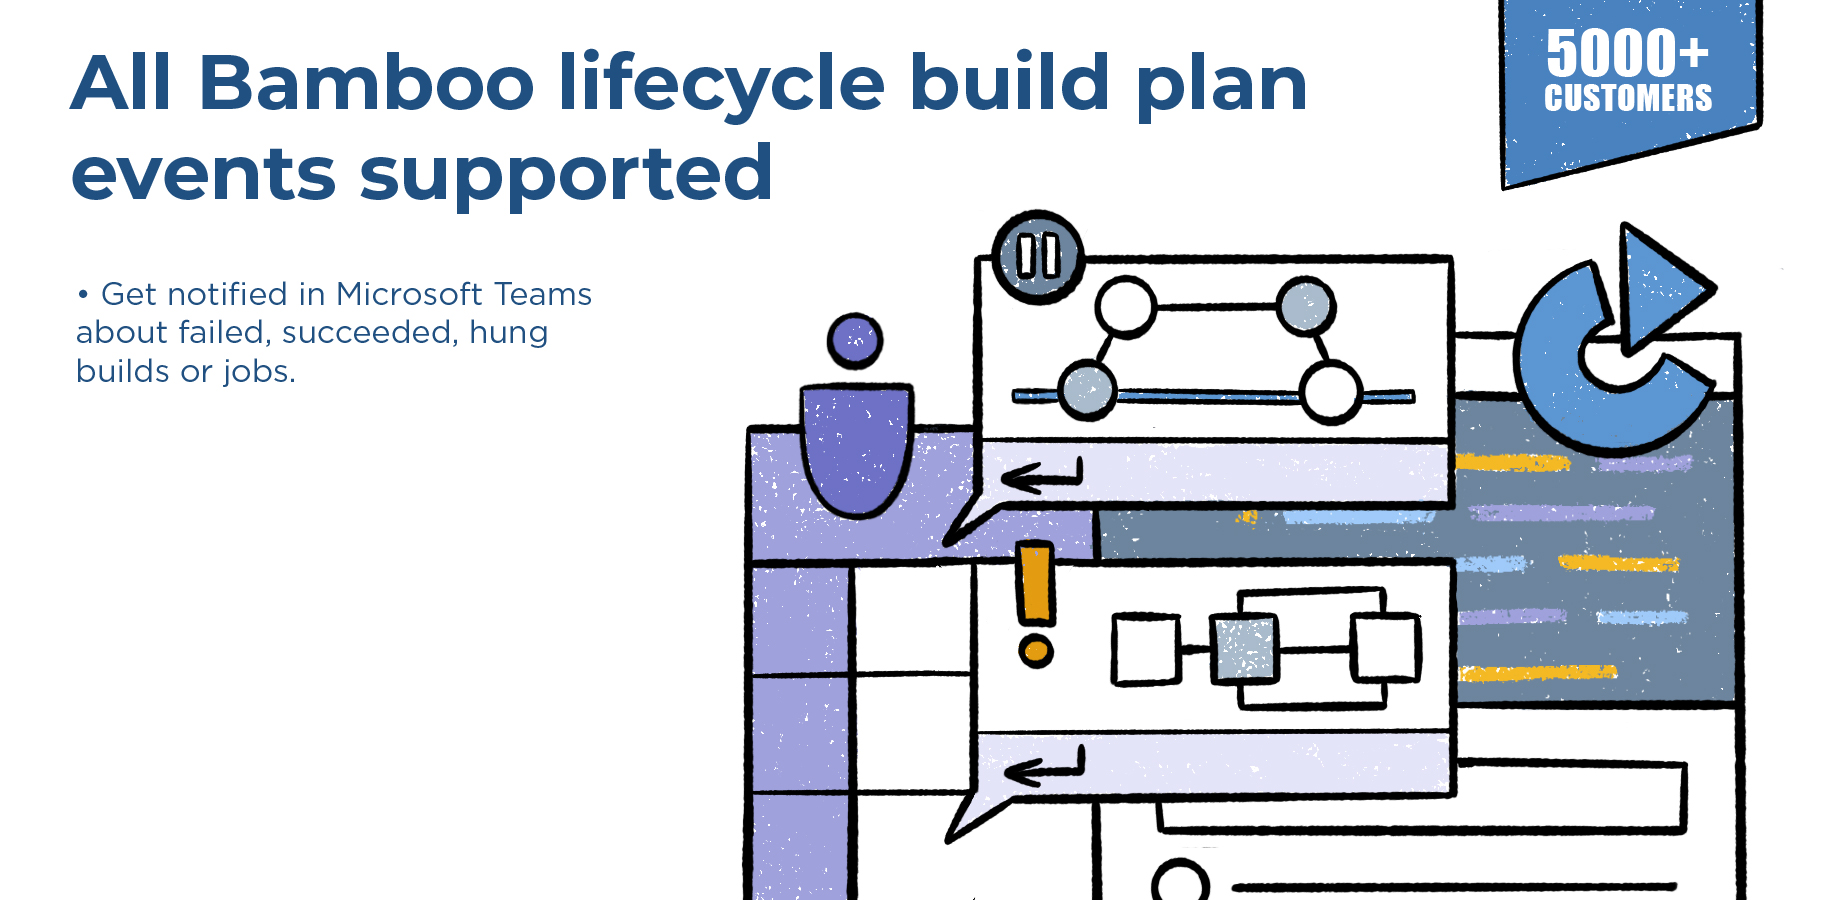 All Bamboo lifecycle build plan
events supported
5000+
CUSTOMERS
• Get notified in Microsoft Teams
about failed, succeeded, hung
builds or jobs.